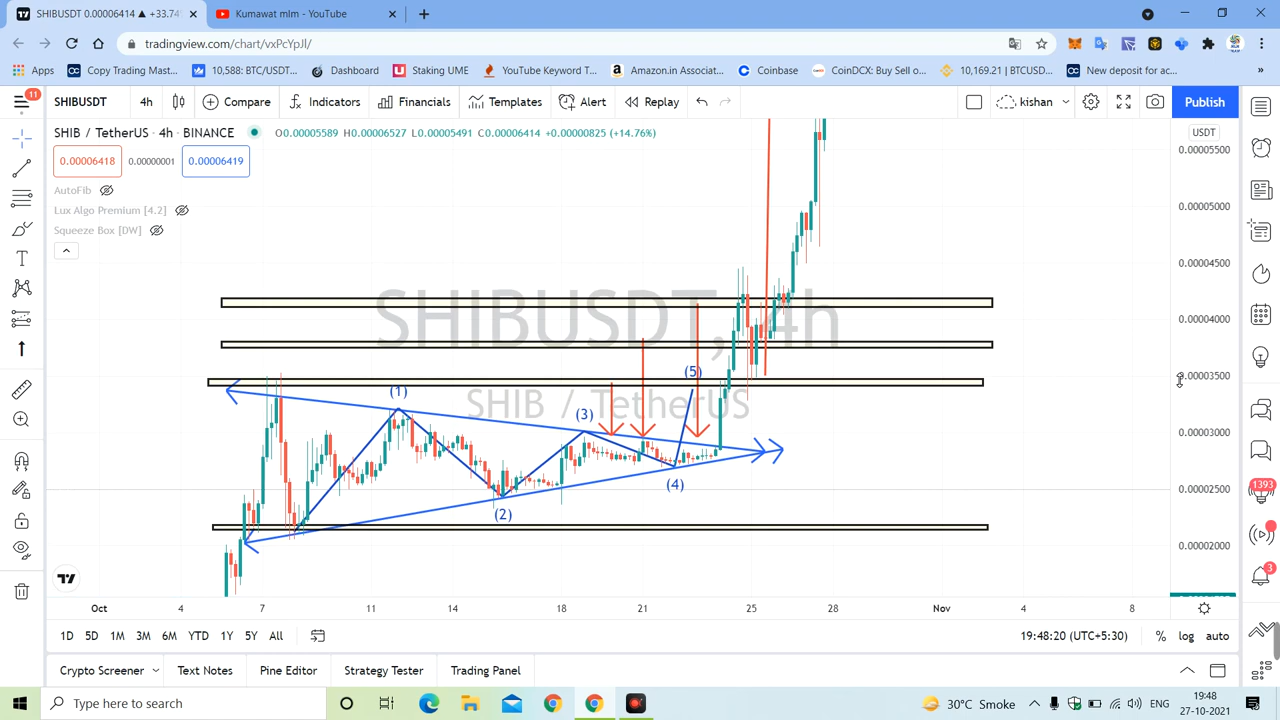 SHIBUSDT 0.00006414 ▲ +33.74
Kumawat mlm - YouTube
tradingview.com/chart/vxPcYpJl/
Apps
Copy Trading Mast...
10,588: BTC/USDT...
Dashboard
Staking UME
YouTube Keyword T...
Amazon.in Associat...
Coinbase
CoinDCX: Buy sell o...
10,169.21 | BTCUSD...
New deposit for ac...
11
SHIBUSDT
4h
Compare
Indicators
Financials
Templates
Alert
Replay
kishan
Publish
SHIB / TetherUS · 4h · BINANCE
O0.00005589 H0.00006527 L0.00005491 C0.00006414 +0.00000825 (+14.76%)
USDT
0.00006418
0.00000001
0.00006419
AutoFib
Lux Algo Premium [4.2]
Squeeze Box [DW]
SHIBUSDT, 4h
SHIB / TetherUS
(1)
(2)
(3)
(4)
(5)
0.00005500
0.00005000
0.00004500
0.00004000
0.00003500
0.00003000
0.00002500
0.00002000
1393
3
Oct
4
7
11
14
18
21
25
28
Nov
4
8
1D
5D
1M
3M
6M
YTD
1Y
5Y
All
19:48:20 (UTC+5:30)
%
log
auto
Crypto Screener
Text Notes
Pine Editor
Strategy Tester
Trading Panel
Type here to search
30°C Smoke
ENG
19:48
27-10-2021